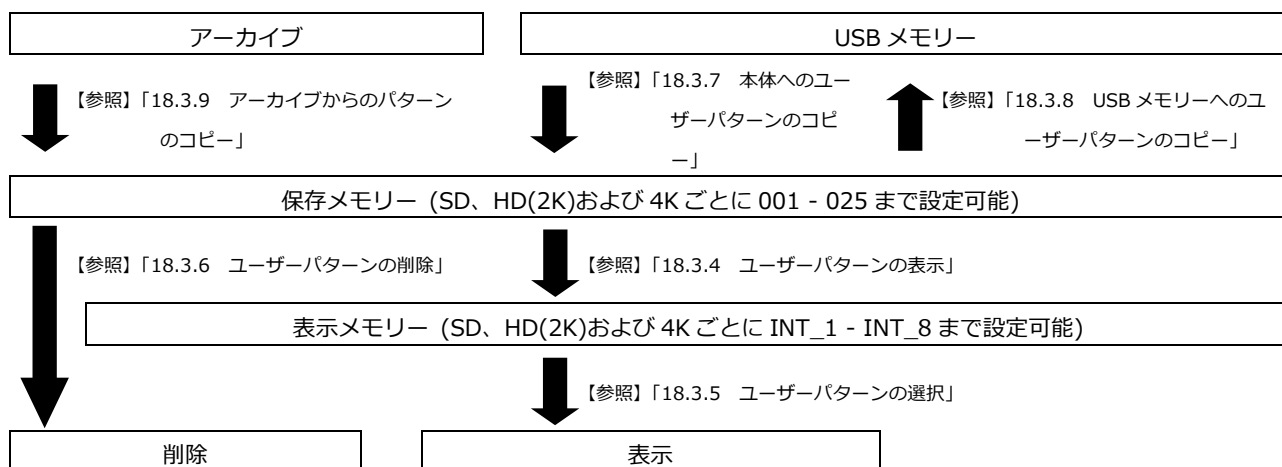 アーカイブ
USB メモリー
【参照】「18.3.9 アーカイブからのパターン
のコピー」
【参照】「18.3.7 本体へのユー
ザーパターンのコピ
ー」
【参照】「18.3.8 USB メモリーへのユ
ーザーパターンのコピー」
保存メモリー (SD、HD(2K)および 4K ごとに 001 - 025 まで設定可能)
【参照】「18.3.6 ユーザーパターンの削除」
【参照】「18.3.4 ユーザーパターンの表示」
表示メモリー (SD、HD(2K)および 4K ごとに INT_1 - INT_8 まで設定可能)
【参照】「18.3.5 ユーザーパターンの選択」
削除
表示